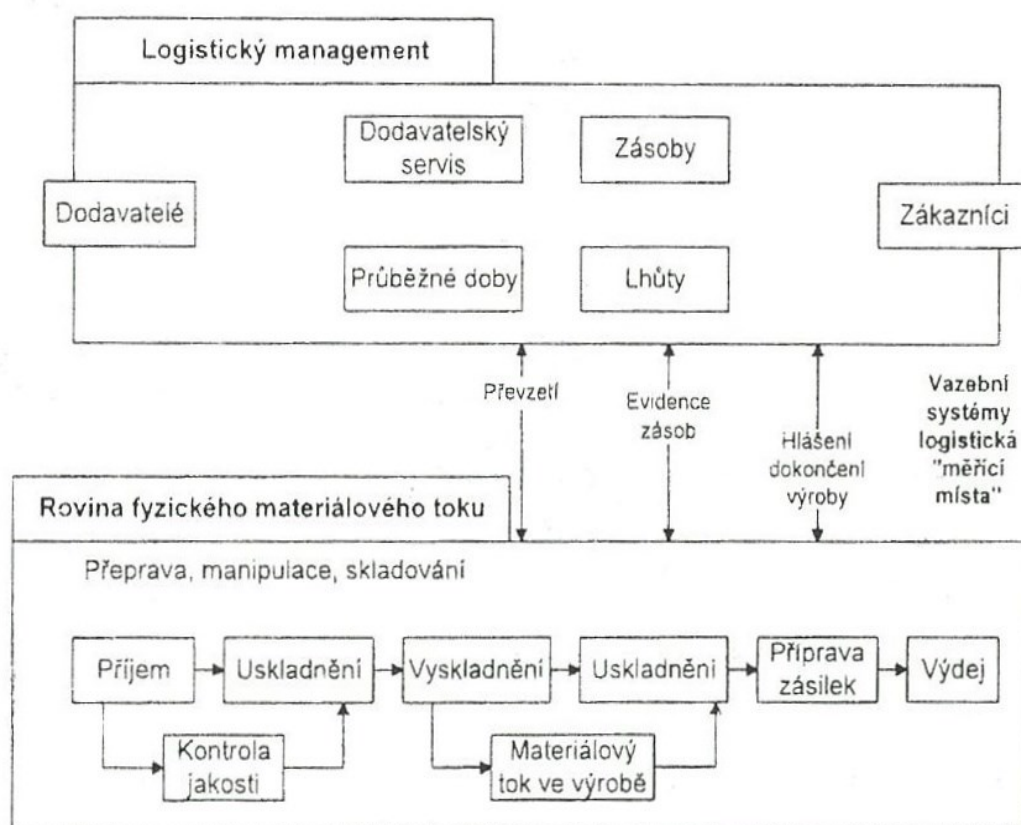 Logistický management
Dodavatelský
servis
Zásoby
Dodavatelé
Zákazníci
Průběžné doby
Lhůty
Převzetí
Evidence
zásob
Hlášení
dokončení
výroby
Vazební
systémy
logistická
"měřící
místa"
Rovina fyzického materiálového toku
Přeprava, manipulace, skladování
Příjem
Uskladnění
Vyskladnění
Uskladnění
Příprava
zásilek
Výdej
Kontrola
jakosti
Materiálový
tok ve výrobě